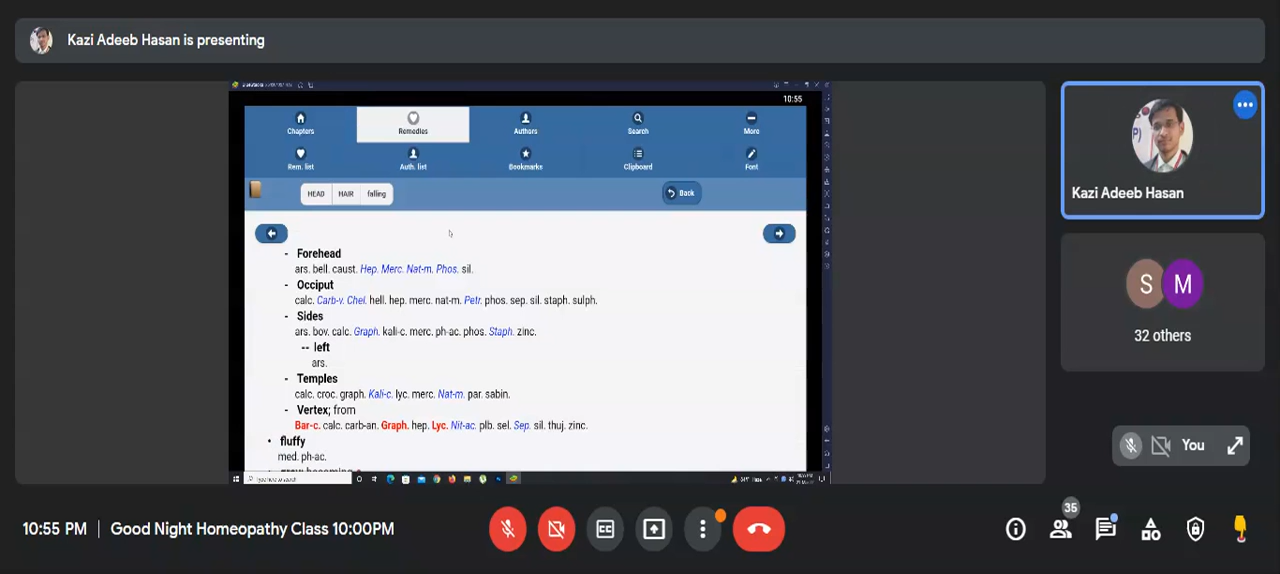 Kazi Adeeb Hasan is presenting
10:55
Chapters
Remedies
Authors
Search
More
Rem. list
Auth. list
Bookmarks
Clipboard
Font
HEAD HAIR falling
Back
- Forehead
ars. bell. caust. Hep. Merc. Nat-m. Phos. sil.
- Occiput
calc. Carb-v. Chel. hell. hep. merc. nat-m. Petr. phos. sep. sil. staph. sulph.
- Sides
ars. bov. calc. Graph. kali-c. merc. ph-ac. phos. Staph. zinc.
-- left
ars.
- Temples
calc. croc. graph. Kali-c. lyc. merc. Nat-m. par. sabin.
- Vertex; from
Bar-c. calc. carb-an. Graph. hep. Lyc. Nit-ac. plb. sel. Sep. sil. thuj. zinc.
• fluffy
med. ph-ac.
Type here to search
Kazi Adeeb Hasan
S M
32 others
You
10:55 PM | Good Night Homeopathy Class 10:00PM
35